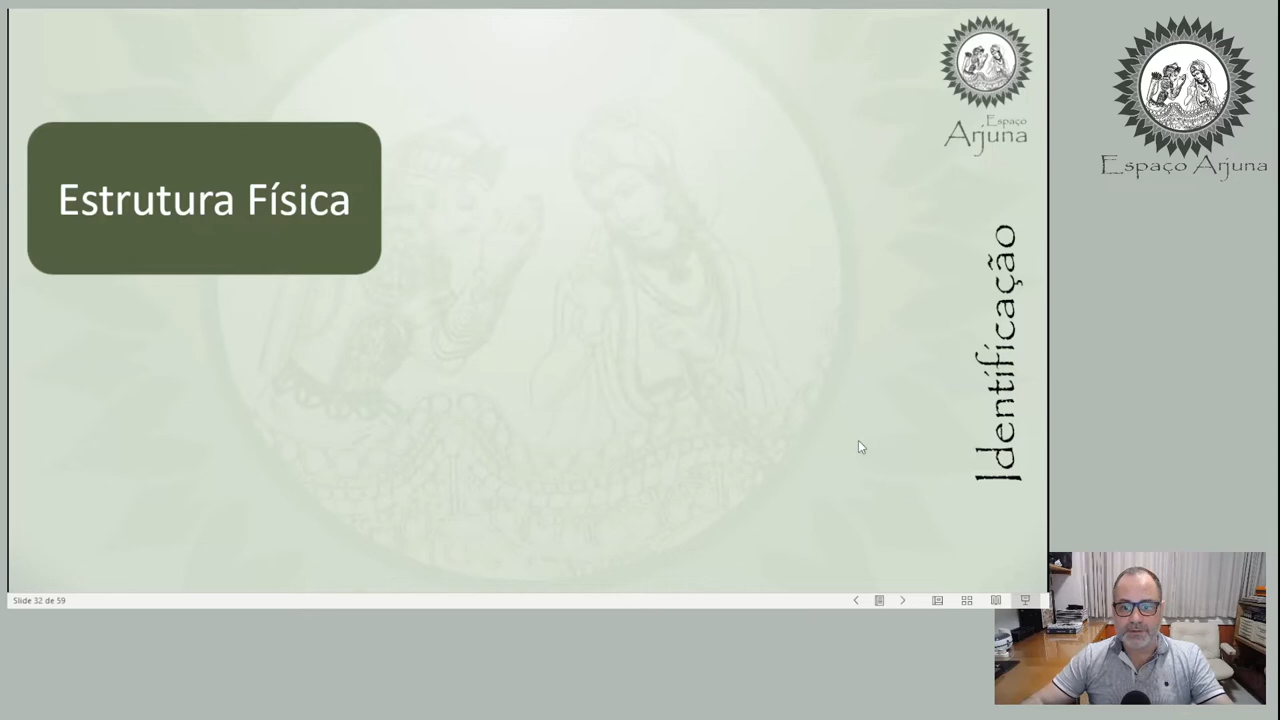 Espaço
Arjuna
Espaço Arjuna
Estrutura Física
Identificação
Slide 32 de 59